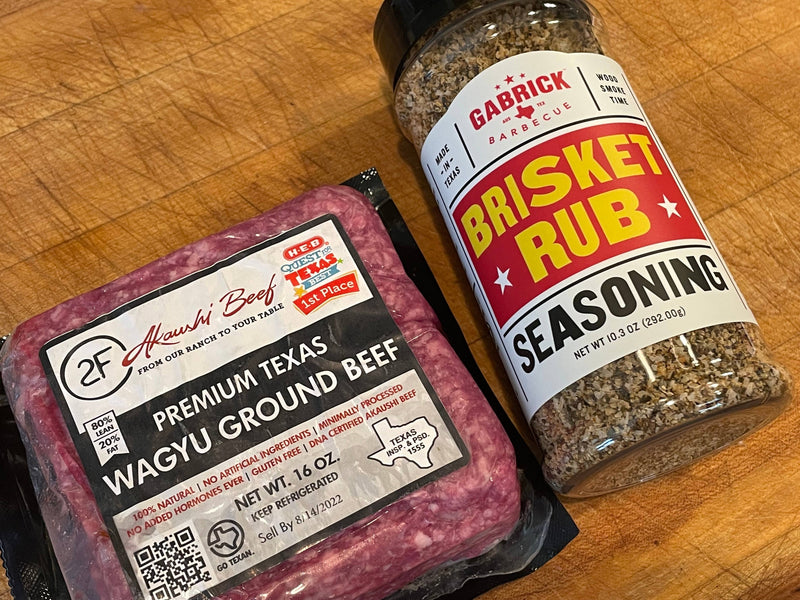 H-E-B
QUEST FOR
TEXAS
BEST
1st Place
2F
Akaushi Beef
FROM OUR RANCH TO YOUR TABLE
PREMIUM TEXAS
WAGYU GROUND BEEF
80%
LEAN
20%
FAT
100% NATURAL | NO ARTIFICIAL INGREDIENTS | MINIMALLY PROCESSED
NO ADDED HORMONES EVER | GLUTEN FREE | DNA CERTIFIED AKAUSHI BEEF
NET WT. 16 OZ.
KEEP REFRIGERATED
Sell By 8/14/2022
TEXAS
INSP. & PSD.
1555
GO TEXAN.
GABRICK
AUS TEX
BARBECUE
MADE
-IN-
TEXAS
WOOD
SMOKE
TIME
BRISKET
RUB
SEASONING
NET WT 10.3 OZ (292.00g)